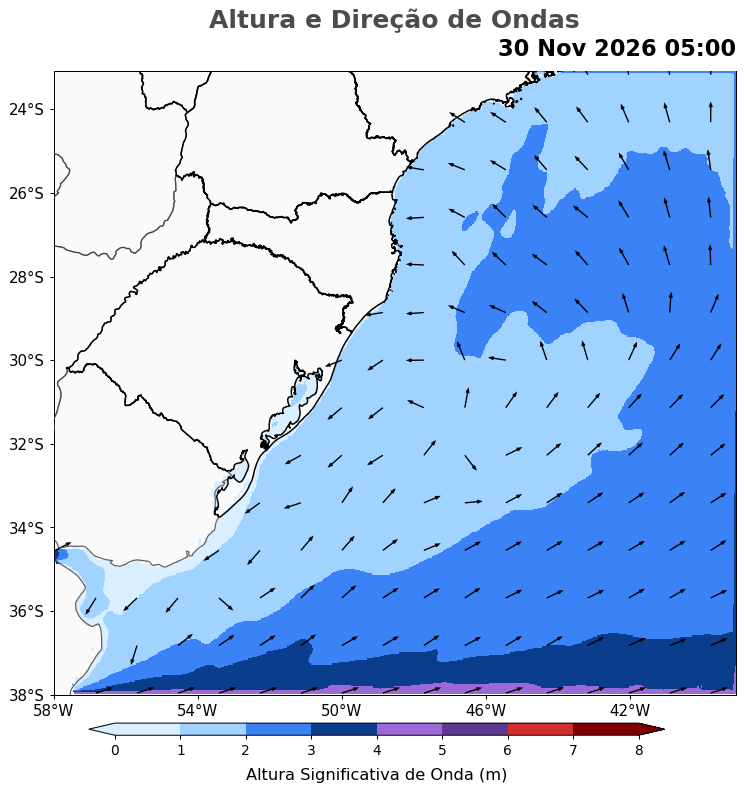 Altura e Direção de Ondas
30 Nov 2026 05:00
24°S
26°S
28°S
30°S
32°S
34°S
36°S
38°S
58°W 54°W 50°W 46°W 42°W
0 1 2 3 4 5 6 7 8
Altura Significativa de Onda (m)